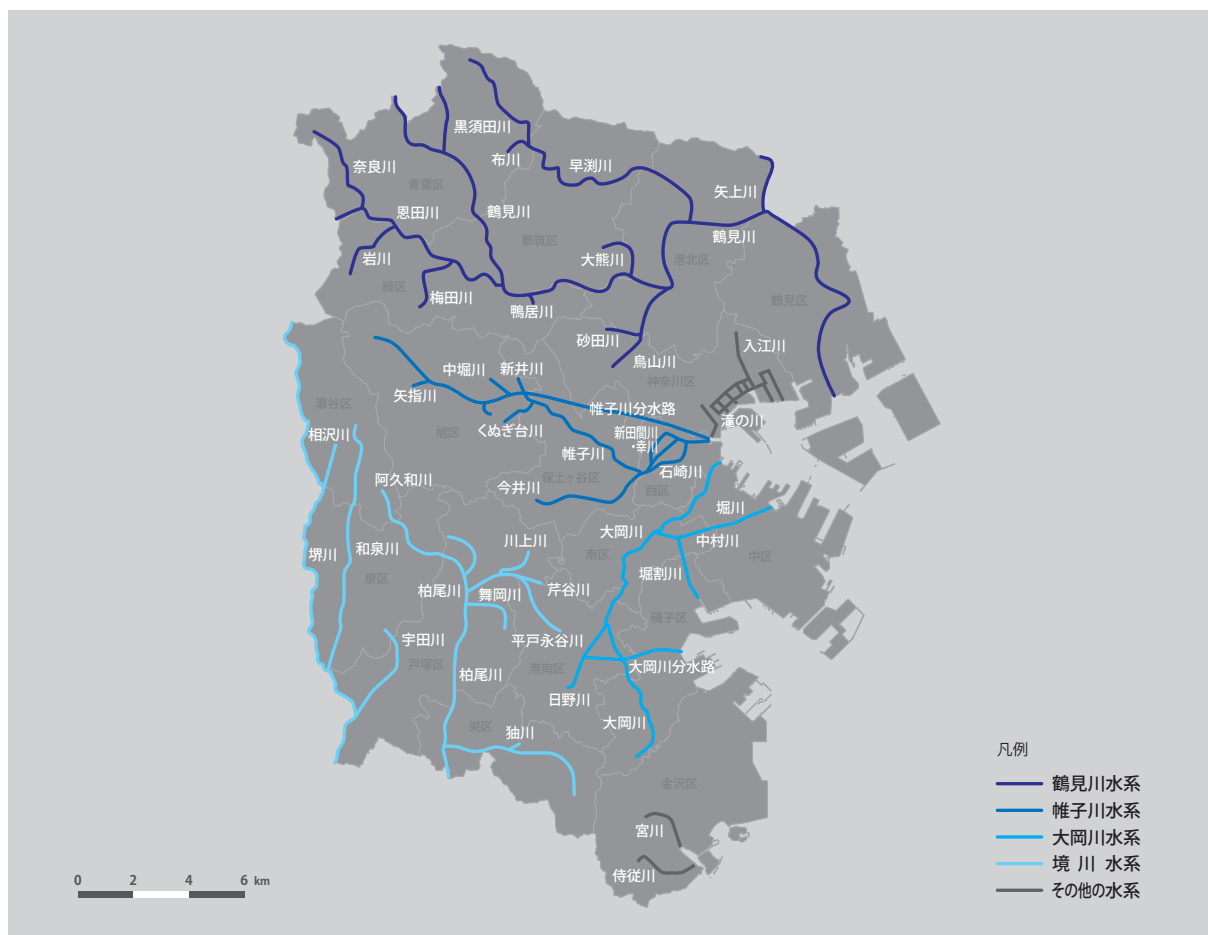 黒須田川
布川
早渕川
奈良川
青葉区
矢上川
恩田川
鶴見川
都筑区
鶴見川
岩川
大熊川
港北区
緑区
梅田川
鴨居川
鶴見区
砂田川
鳥山川
入江川
中堀川
新井川
神奈川区
矢指川
瀬谷区
帷子川分水路
滝の川
くぬぎ台川
旭区
新田間川
・幸川
相沢川
帷子川
石崎川
阿久和川
今井川
保土ヶ谷区
西区
堀川
大岡川
中村川
川上川
南区
中区
堺川
和泉川
泉区
堀割川
柏尾川
舞岡川
芹谷川
磯子区
宇田川
平戸永谷川
戸塚区
柏尾川
港南区
大岡川分水路
日野川
大岡川
栄区
狆川
金沢区
宮川
侍従川
凡例
鶴見川水系
帷子川水系
大岡川水系
境 川 水系
その他の水系
0 2 4 6 km